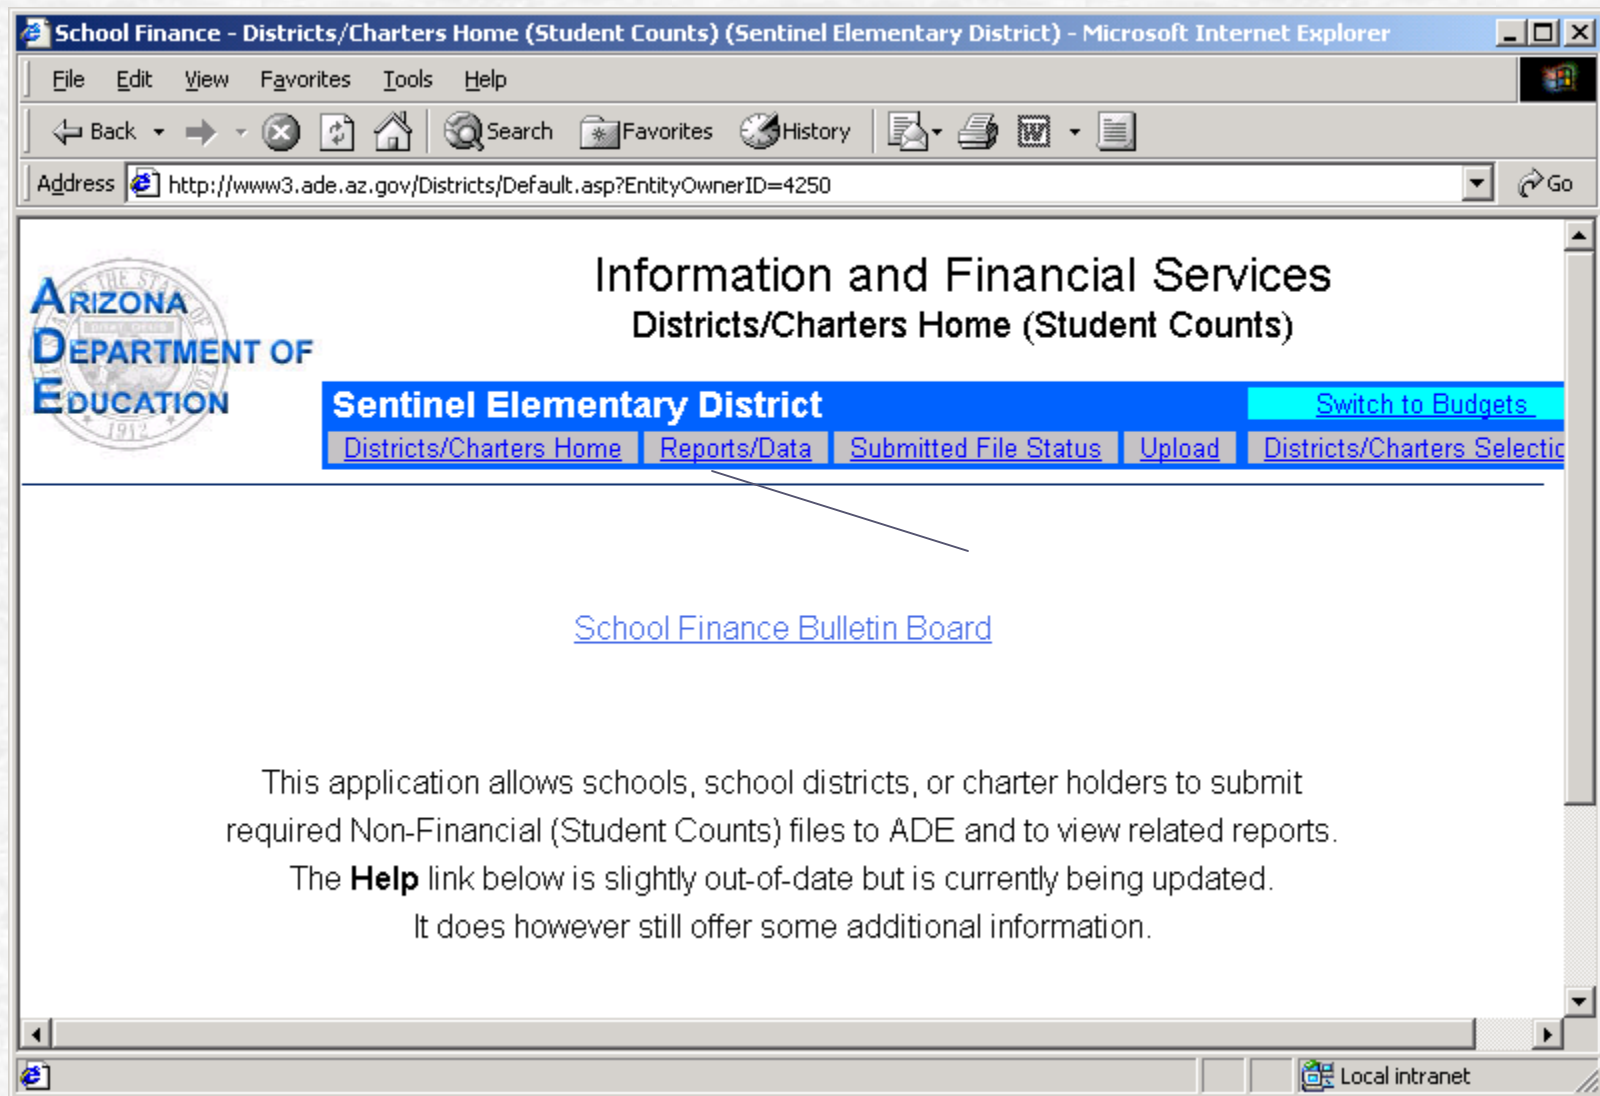 School Finance - Districts/Charters Home (Student Counts) (Sentinel Elementary District) - Microsoft Internet Explorer
File Edit View Favorites Tools Help
Back Search Favorites History
Address http://www3.ade.az.gov/Districts/Default.asp?EntityOwnerID=4250 Go
ARIZONA
DEPARTMENT OF
EDUCATION
1912
Information and Financial Services
Districts/Charters Home (Student Counts)
Sentinel Elementary District Switch to Budgets
Districts/Charters Home Reports/Data Submitted File Status Upload Districts/Charters Selectio
School Finance Bulletin Board
This application allows schools, school districts, or charter holders to submit
required Non-Financial (Student Counts) files to ADE and to view related reports.
The Help link below is slightly out-of-date but is currently being updated.
It does however still offer some additional information.
Local intranet